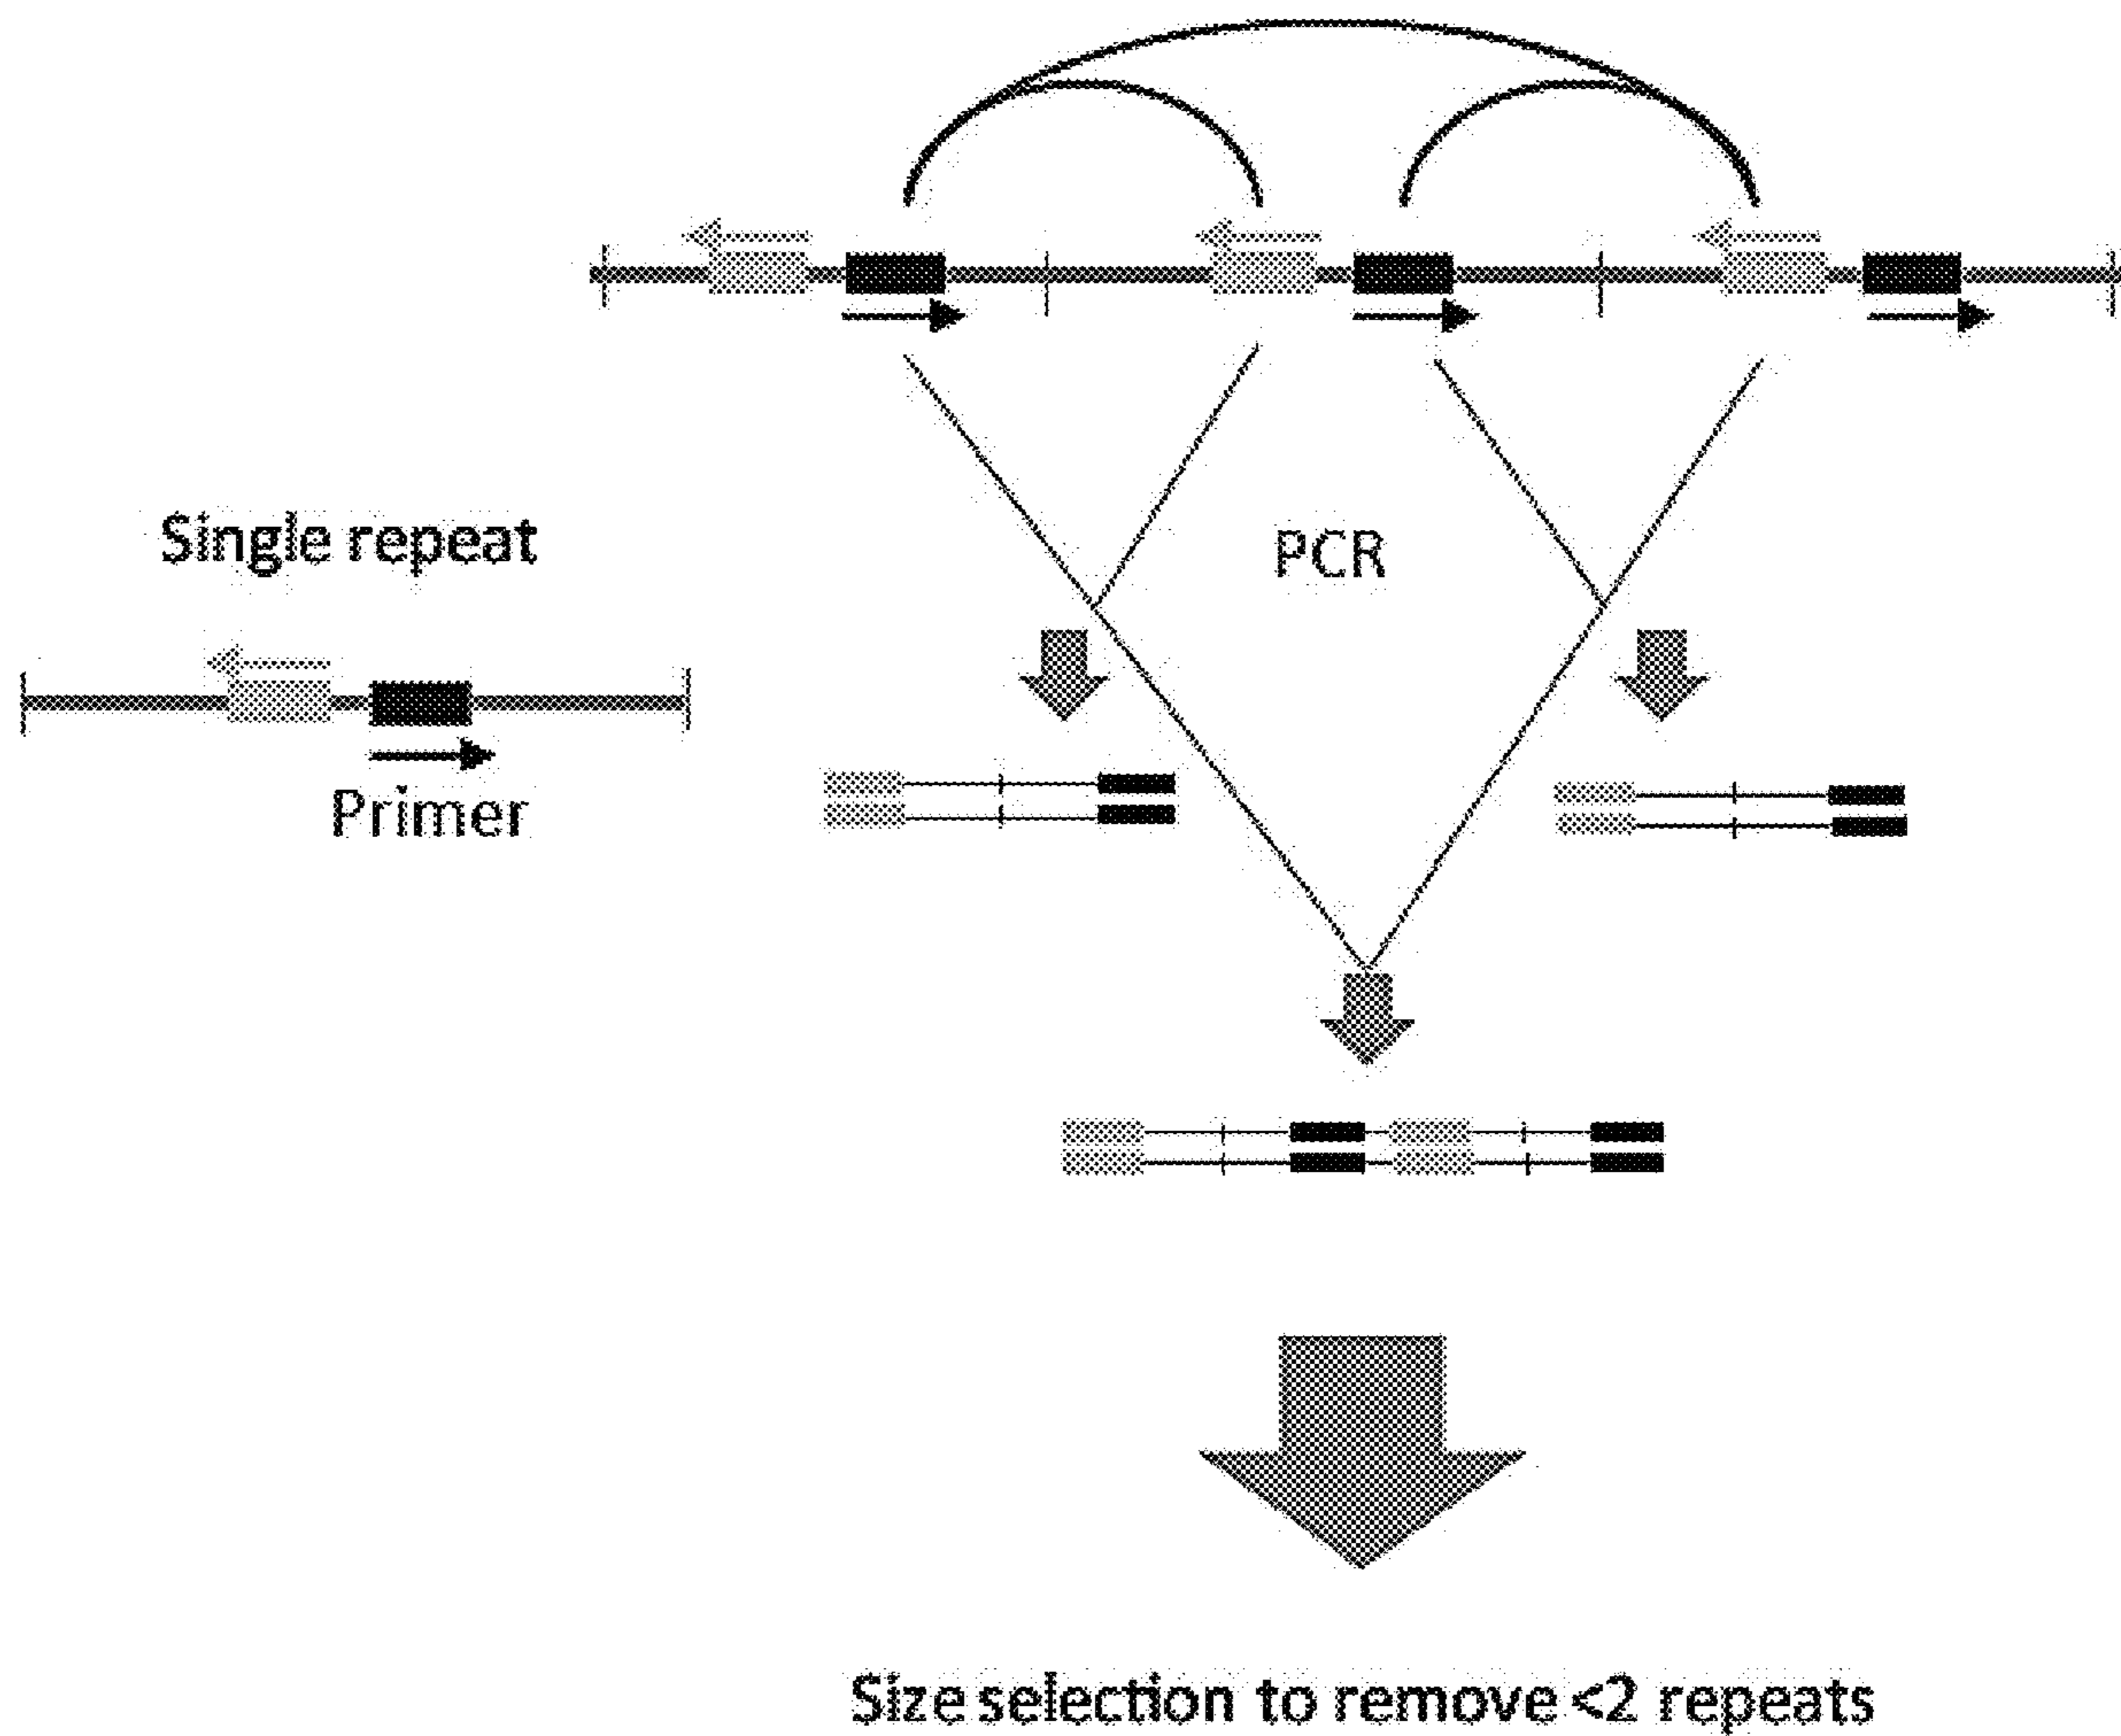 Single repeat
PCR
Primer
Size selection to remove <2 repeats